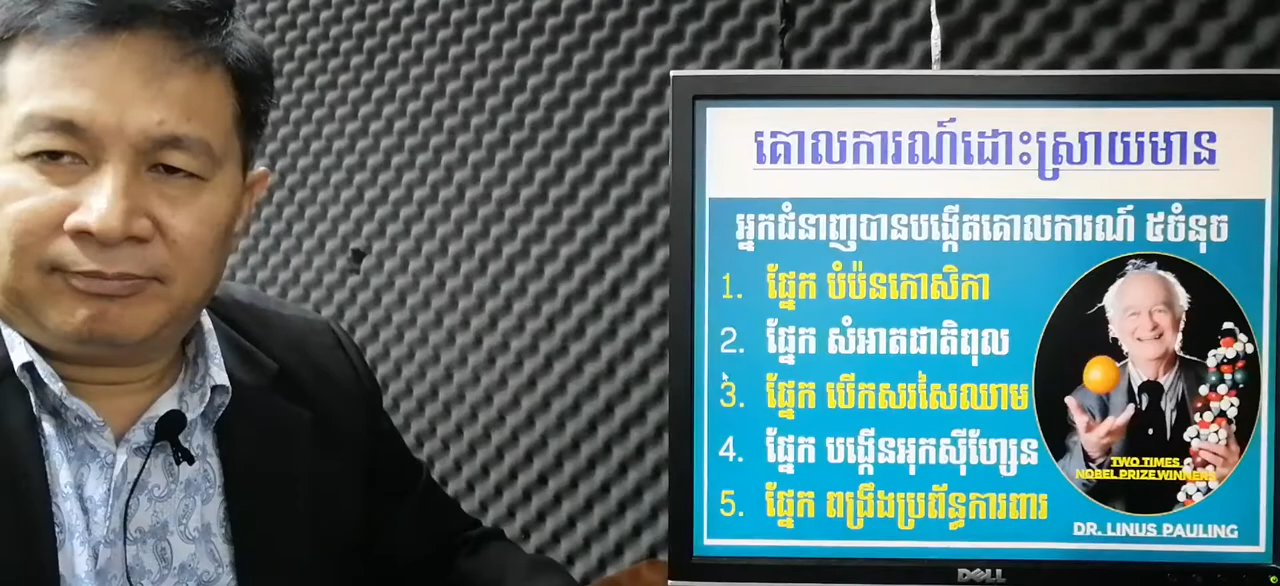 គោលការណ៍ដោះស្រាយមាន
អ្នកជំនាញបានបង្កើតគោលការណ៍ ៥ចំនុច
1. ផ្នែក បំប៉នកោសិកា
2. ផ្នែក សំអាតជាតិពុល
3. ផ្នែក បើកសរសៃឈាម
4. ផ្នែក បង្កើនអុកស៊ីហ្សែន
5. ផ្នែក ពង្រឹងប្រព័ន្ធការពារ
TWO TIMES
NOBEL PRIZE WINNERS
DR. LINUS PAULING
DELL